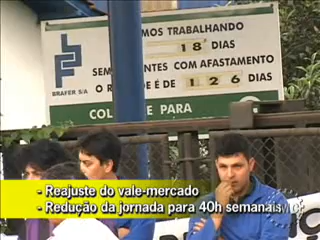 MOS TRABALHANDO
18 DIAS
SEM ENTES COM AFASTAMENTO
O R DE É DE 126 DIAS
BRAFER S/A
COL PARA
- Reajuste do vale-mercado
- Redução da jornada para 40h semanais